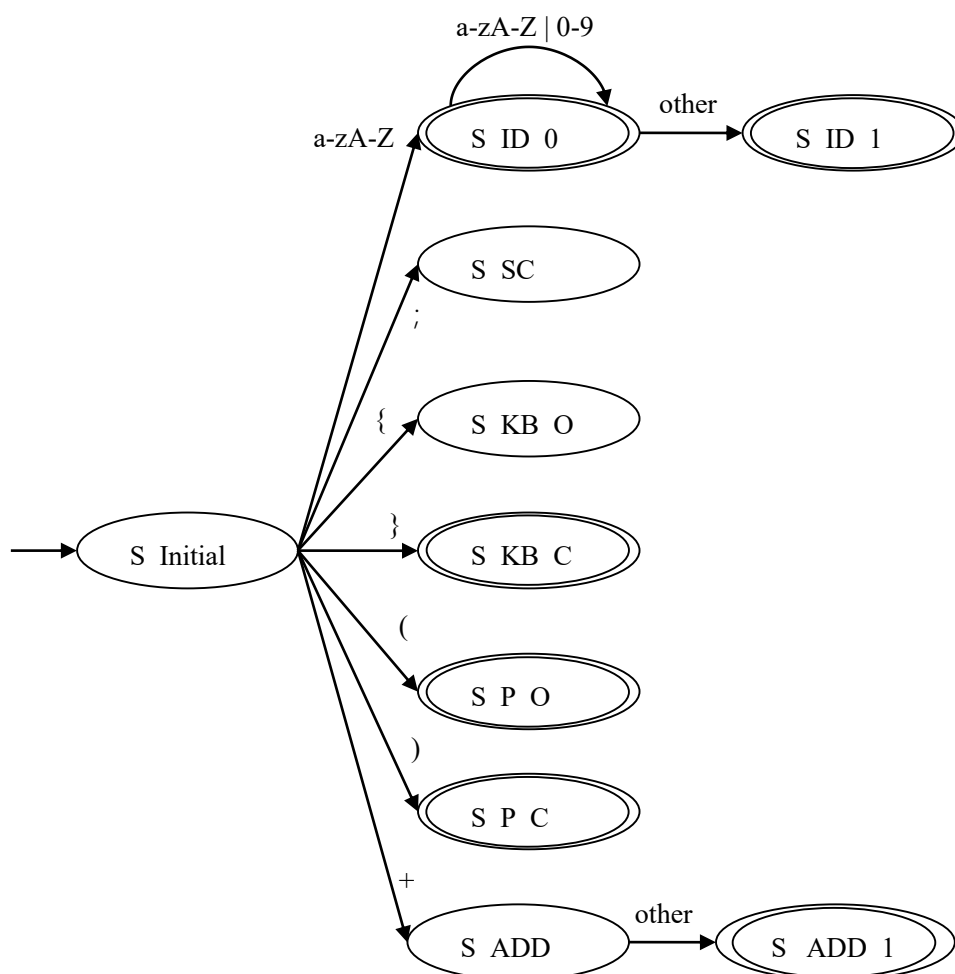 a-zA-Z | 0-9
other
a-zA-Z
S ID 0
S ID 1
S SC
;
{
S KB O
}
S Initial
S KB C
(
S P O
)
S P C
+
other
S ADD
S ADD 1